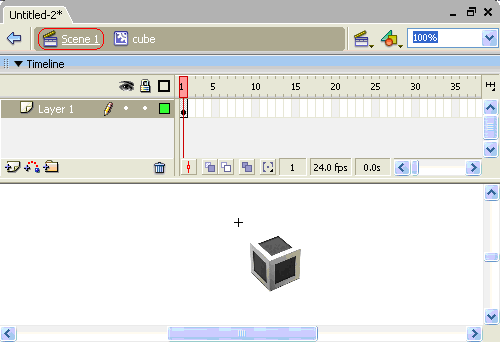 Untitled-2*
Scene 1 cube 100%
Timeline
1 5 10 15 20 25 30 35
Layer 1
1 24.0 fps 0.0s